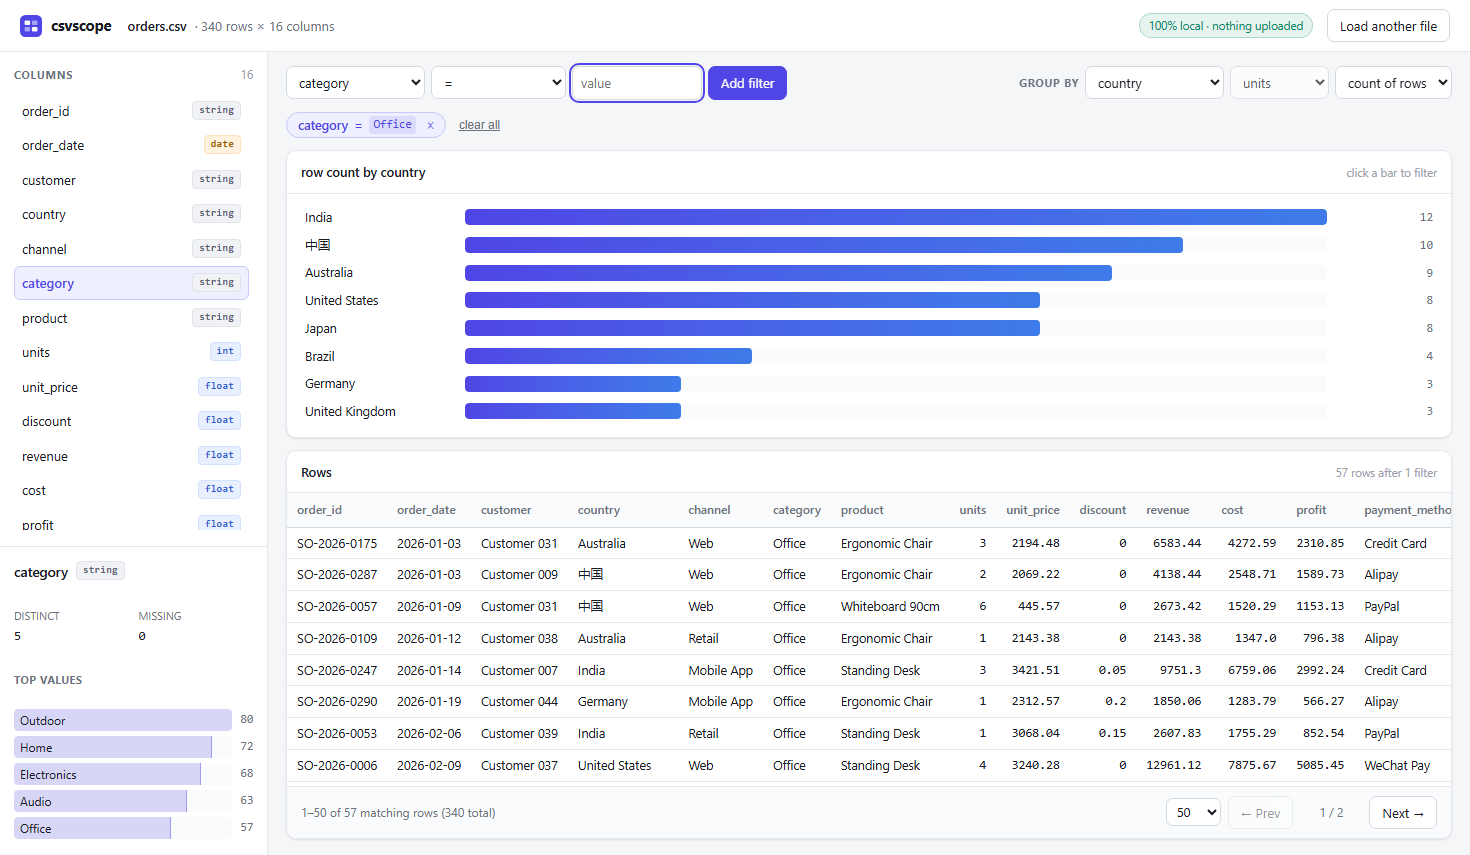 csvscope orders.csv · 340 rows × 16 columns 100% local · nothing uploaded Load another file
COLUMNS 16
order_id string
order_date date
customer string
country string
channel string
category string
product string
units int
unit_price float
discount float
revenue float
cost float
profit float
category string
DISTINCT MISSING
5 0
TOP VALUES
Outdoor 80
Home 72
Electronics 68
Audio 63
Office 57
category = value Add filter GROUP BY country units count of rows
category = Office x clear all
row count by country click a bar to filter
India 12
中国 10
Australia 9
United States 8
Japan 8
Brazil 4
Germany 3
United Kingdom 3
Rows 57 rows after 1 filter
order_id order_date customer country channel category product units unit_price discount revenue cost profit payment_metho
SO-2026-0175 2026-01-03 Customer 031 Australia Web Office Ergonomic Chair 3 2194.48 0 6583.44 4272.59 2310.85 Credit Card
SO-2026-0287 2026-01-03 Customer 009 中国 Web Office Ergonomic Chair 2 2069.22 0 4138.44 2548.71 1589.73 Alipay
SO-2026-0057 2026-01-09 Customer 031 中国 Web Office Whiteboard 90cm 6 445.57 0 2673.42 1520.29 1153.13 PayPal
SO-2026-0109 2026-01-12 Customer 038 Australia Retail Office Ergonomic Chair 1 2143.38 0 2143.38 1347.0 796.38 Alipay
SO-2026-0247 2026-01-14 Customer 007 India Mobile App Office Standing Desk 3 3421.51 0.05 9751.3 6759.06 2992.24 Credit Card
SO-2026-0290 2026-01-19 Customer 044 Germany Mobile App Office Ergonomic Chair 1 2312.57 0.2 1850.06 1283.79 566.27 Alipay
SO-2026-0053 2026-02-06 Customer 039 India Retail Office Standing Desk 1 3068.04 0.15 2607.83 1755.29 852.54 PayPal
SO-2026-0006 2026-02-09 Customer 037 United States Web Office Standing Desk 4 3240.28 0 12961.12 7875.67 5085.45 WeChat Pay
1–50 of 57 matching rows (340 total) 50 ← Prev 1 / 2 Next →